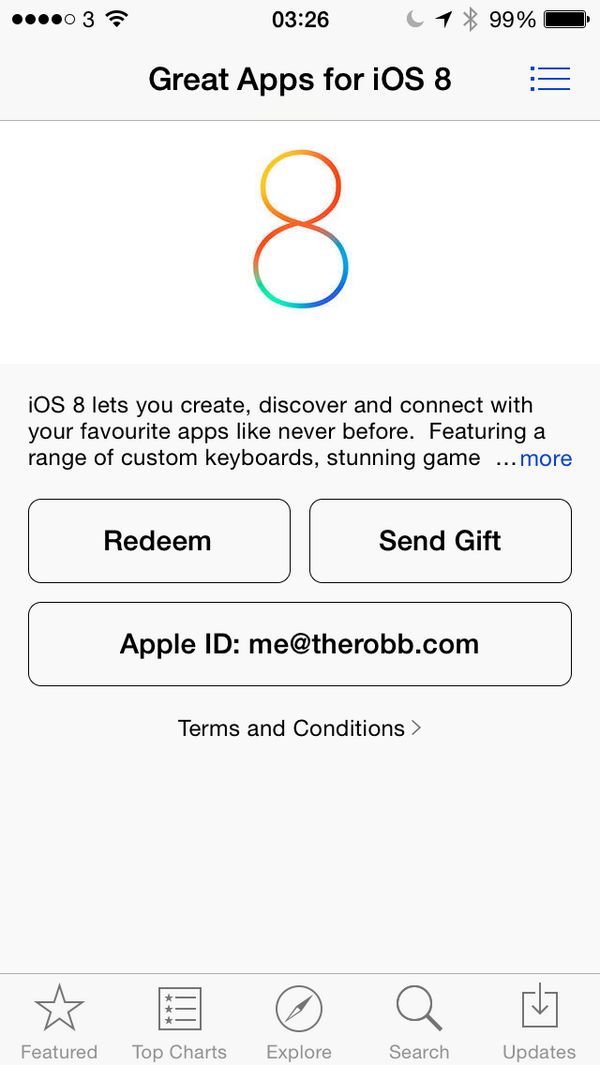 3 03:26 99%
Great Apps for iOS 8
8
iOS 8 lets you create, discover and connect with
your favourite apps like never before.  Featuring a
range of custom keyboards, stunning game ...more
Redeem Send Gift
Apple ID: me@therobb.com
Terms and Conditions >
Featured Top Charts Explore Search Updates